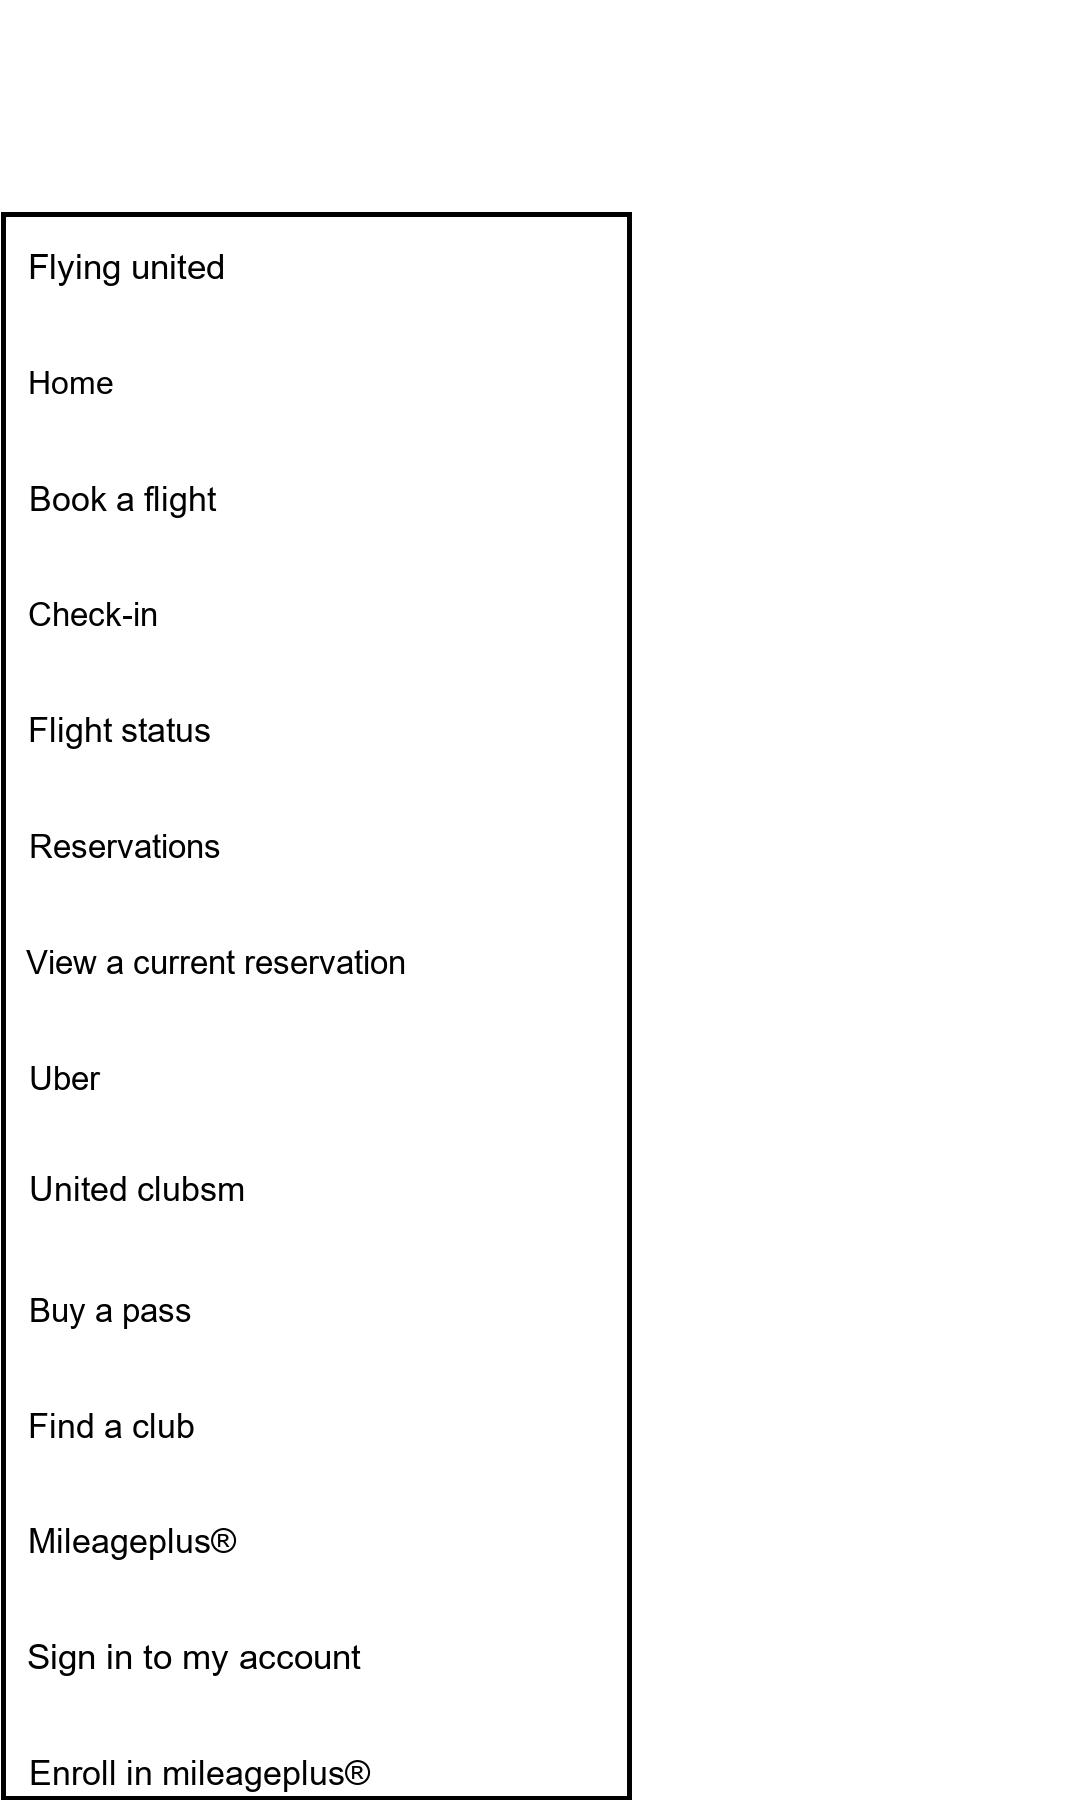 Flying united
Home
Book a flight
Check-in
Flight status
Reservations
View a current reservation
Uber
United clubsm
Buy a pass
Find a club
Mileageplus®
Sign in to my account
Enroll in mileageplus®